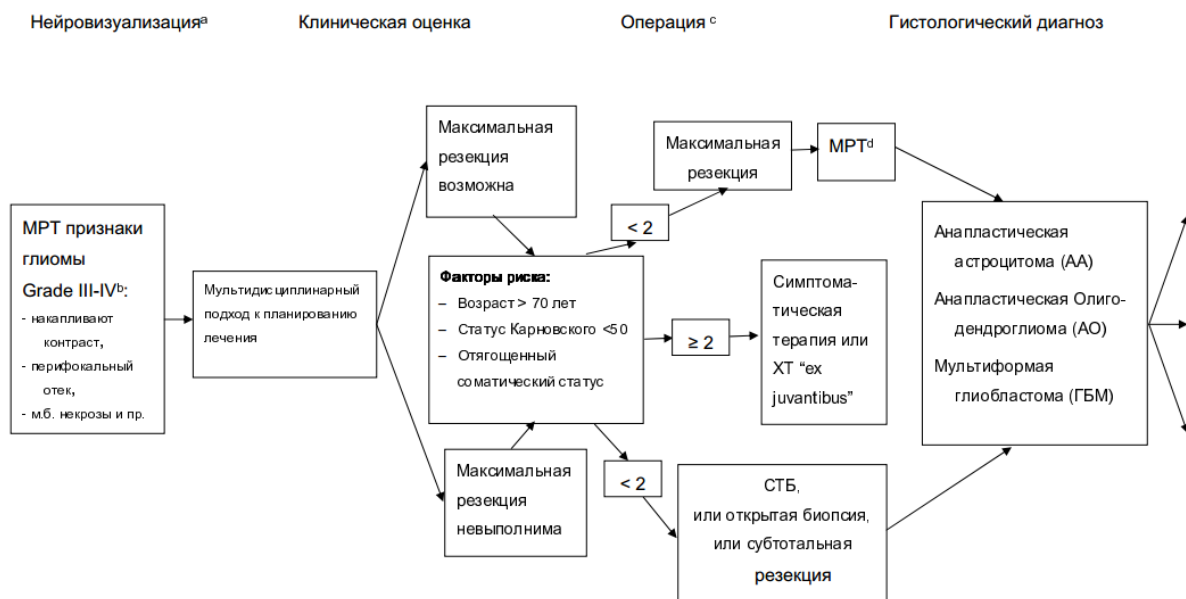 Нейровизуализацияᵃ
Клиническая оценка
Операция ᶜ
Гистологический диагноз
МРТ признаки
глиомы
Grade III-IVᵇ:
- накапливают
контраст,
- перифокальный
отек,
- м.б. некрозы и пр.
Мультидисциплинарный
подход к планированию
лечения
Максимальная
резекция
возможна
Факторы риска:
– Возраст > 70 лет
– Статус Карновского <50
– Отягощенный
соматический статус
Максимальная
резекция
невыполнима
< 2
≥ 2
< 2
Максимальная
резекция
МРТᵈ
Симптома-
тическая
терапия или
ХТ “ex
juvantibus”
СТБ,
или открытая биопсия,
или субтотальная
резекция
Анапластическая
астроцитома (АА)
Анапластическая Олиго-
дендроглиома (АО)
Мультиформая
глиобластома (ГБМ)